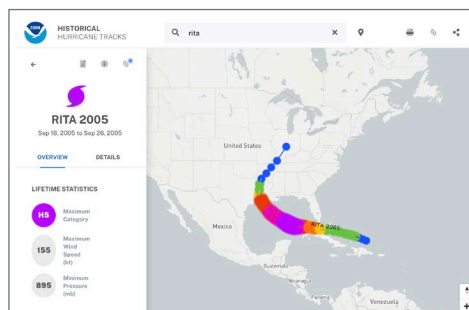 HISTORICAL
HURRICANE TRACKS
rita
RITA 2005
Sep 18, 2005 to Sep 26, 2005
OVERVIEW DETAILS
LIFETIME STATISTICS
H5
Maximum
Category
155
Maximum
Wind
Speed
(kt)
895
Minimum
Pressure
(mb)
United States
RITA 2005
Mexico
Guatemala
Nicaragua
Panama
Venezuela